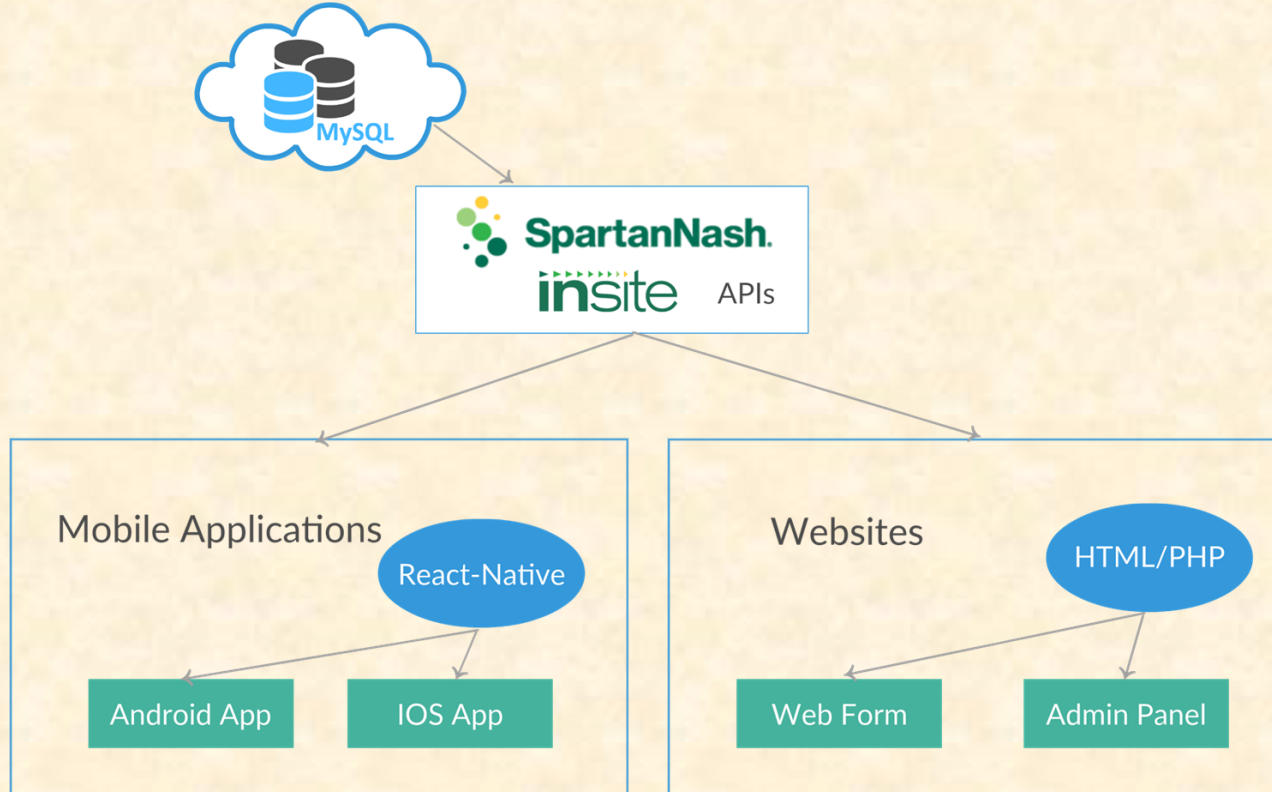 MySQL
SpartanNash.
insite APIs
Mobile Applications
React-Native
Android App
IOS App
Websites
HTML/PHP
Web Form
Admin Panel